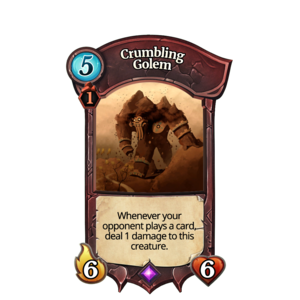 Crumbling
Golem
5
1
Whenever your
opponent plays a card,
deal 1 damage to this
creature.
6
6